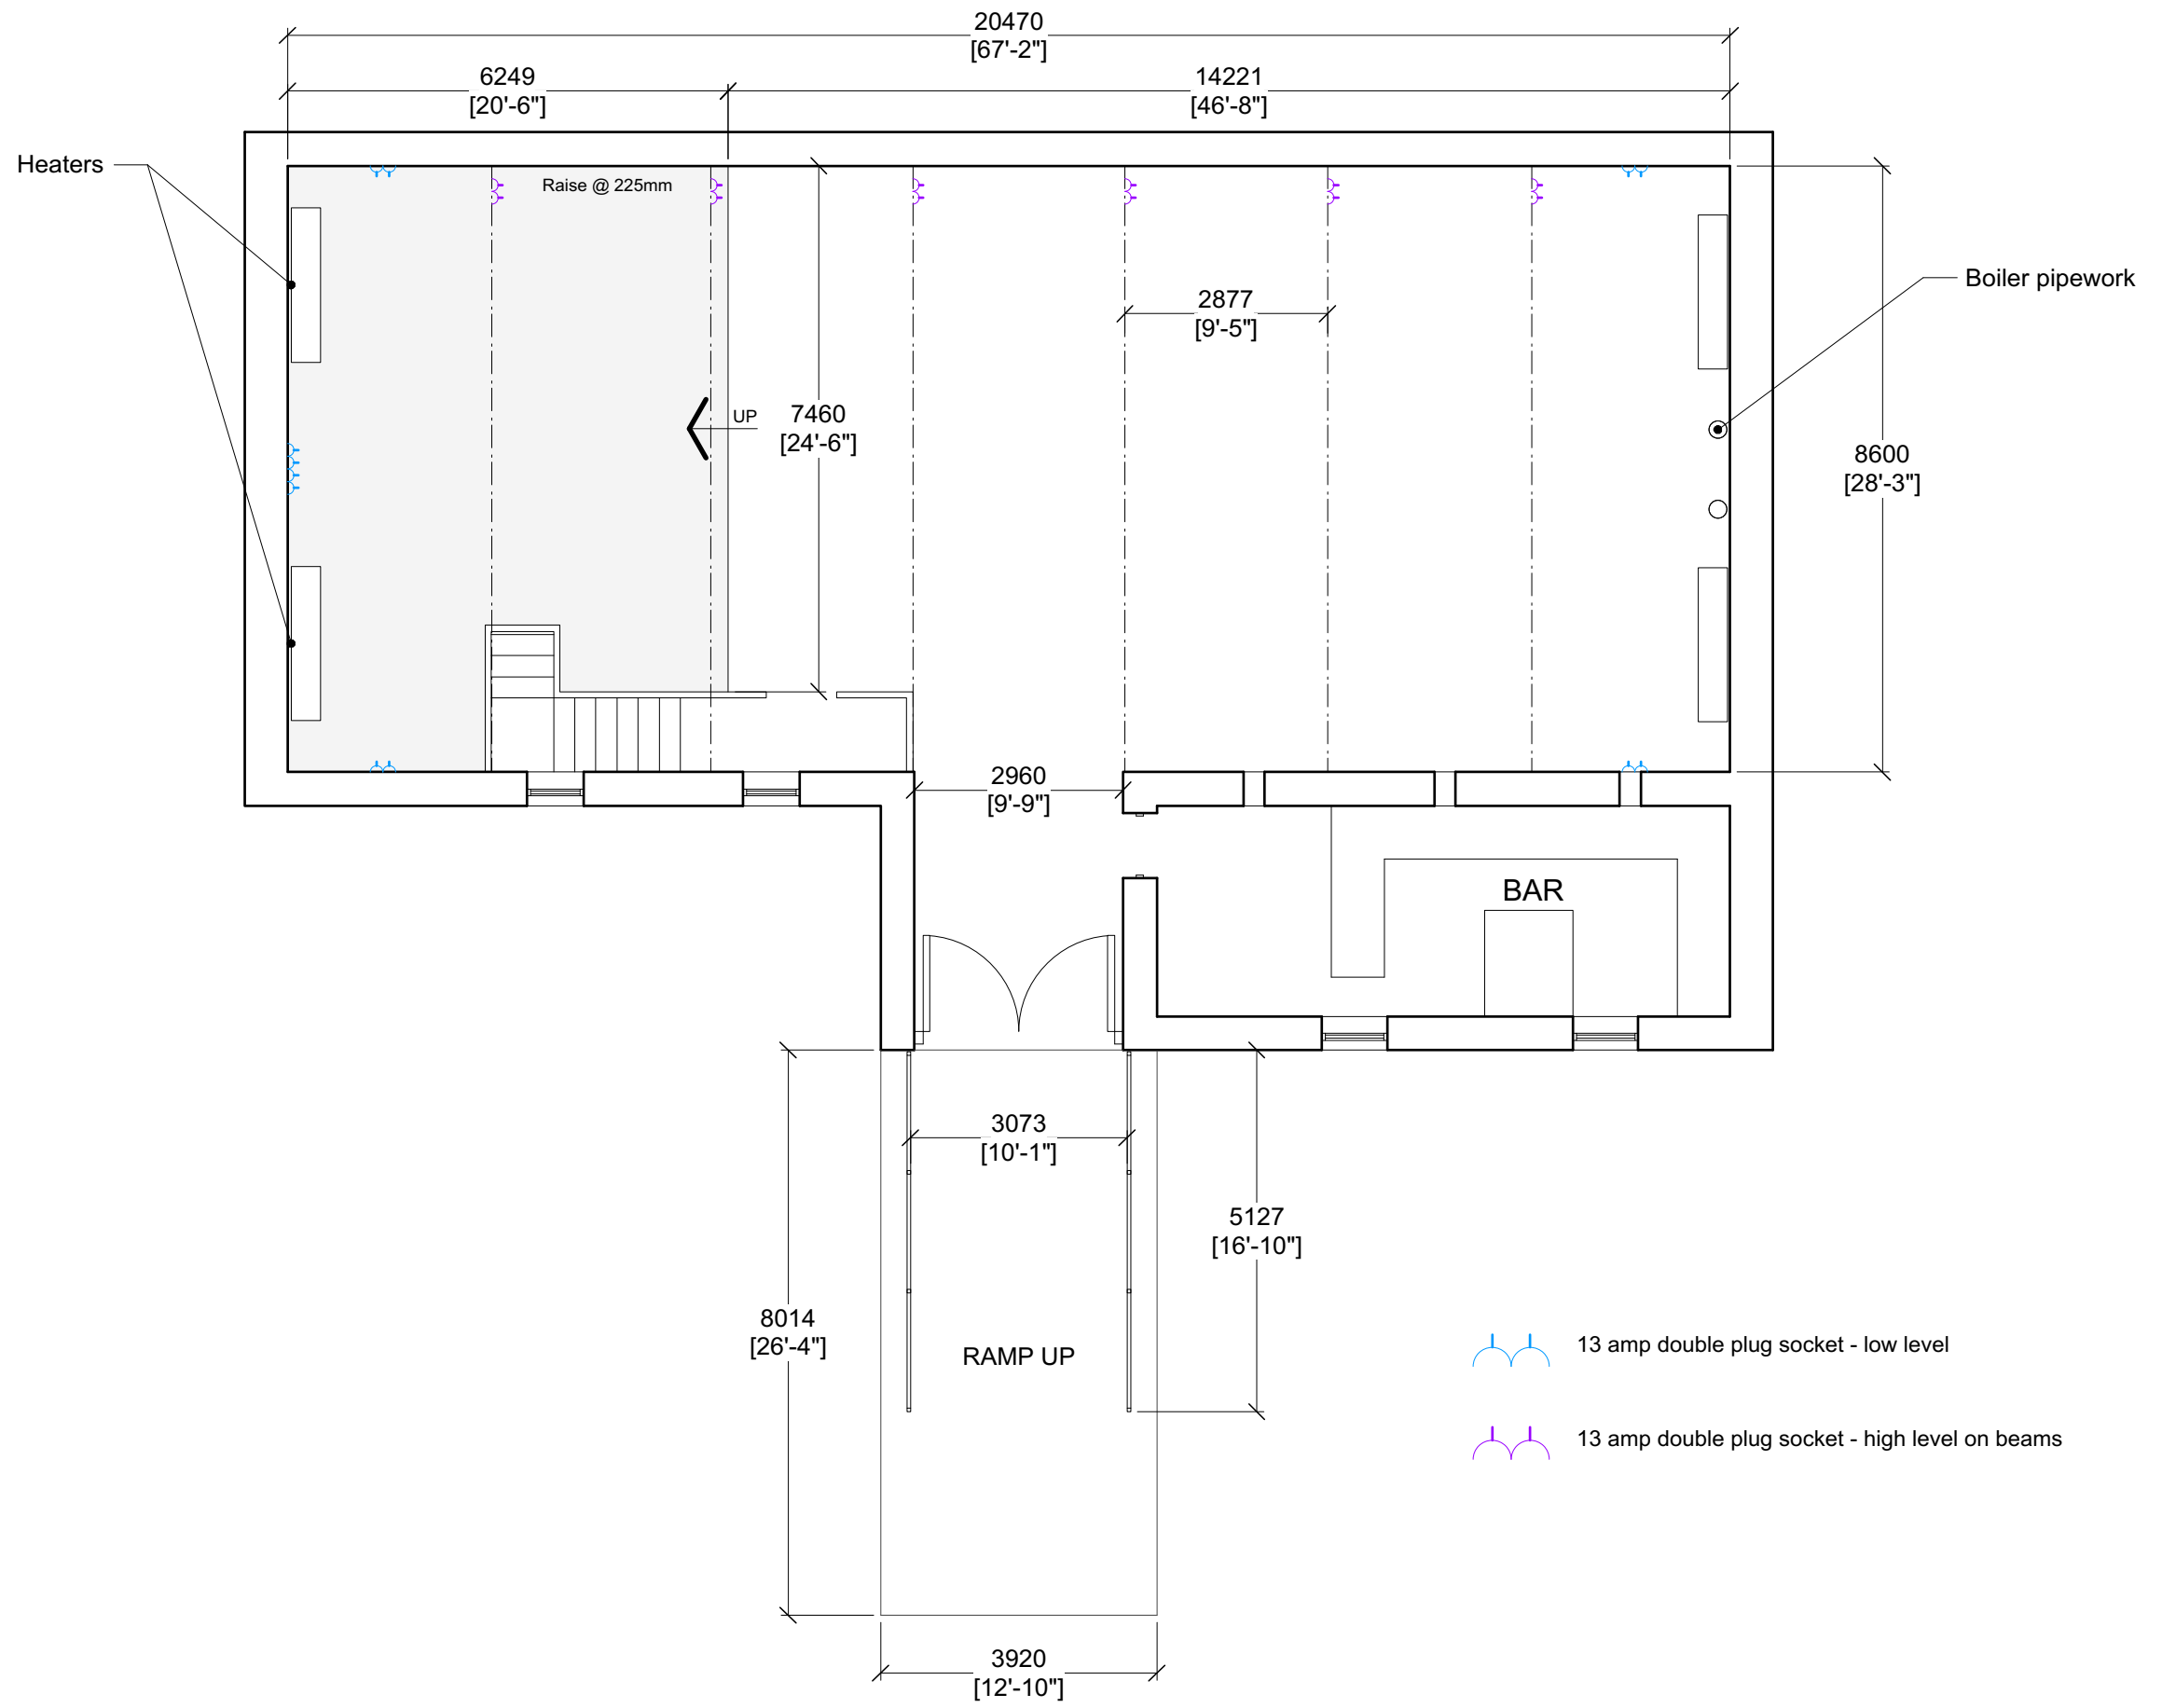 20470
[67'-2"]
6249
[20'-6"]
14221
[46'-8"]
Heaters
Raise @ 225mm
Boiler pipework
2877
[9'-5"]
UP
7460
[24'-6"]
8600
[28'-3"]
2960
[9'-9"]
BAR
3073
[10'-1"]
5127
[16'-10"]
8014
[26'-4"]
RAMP UP
13 amp double plug socket - low level
13 amp double plug socket - high level on beams
3920
[12'-10"]